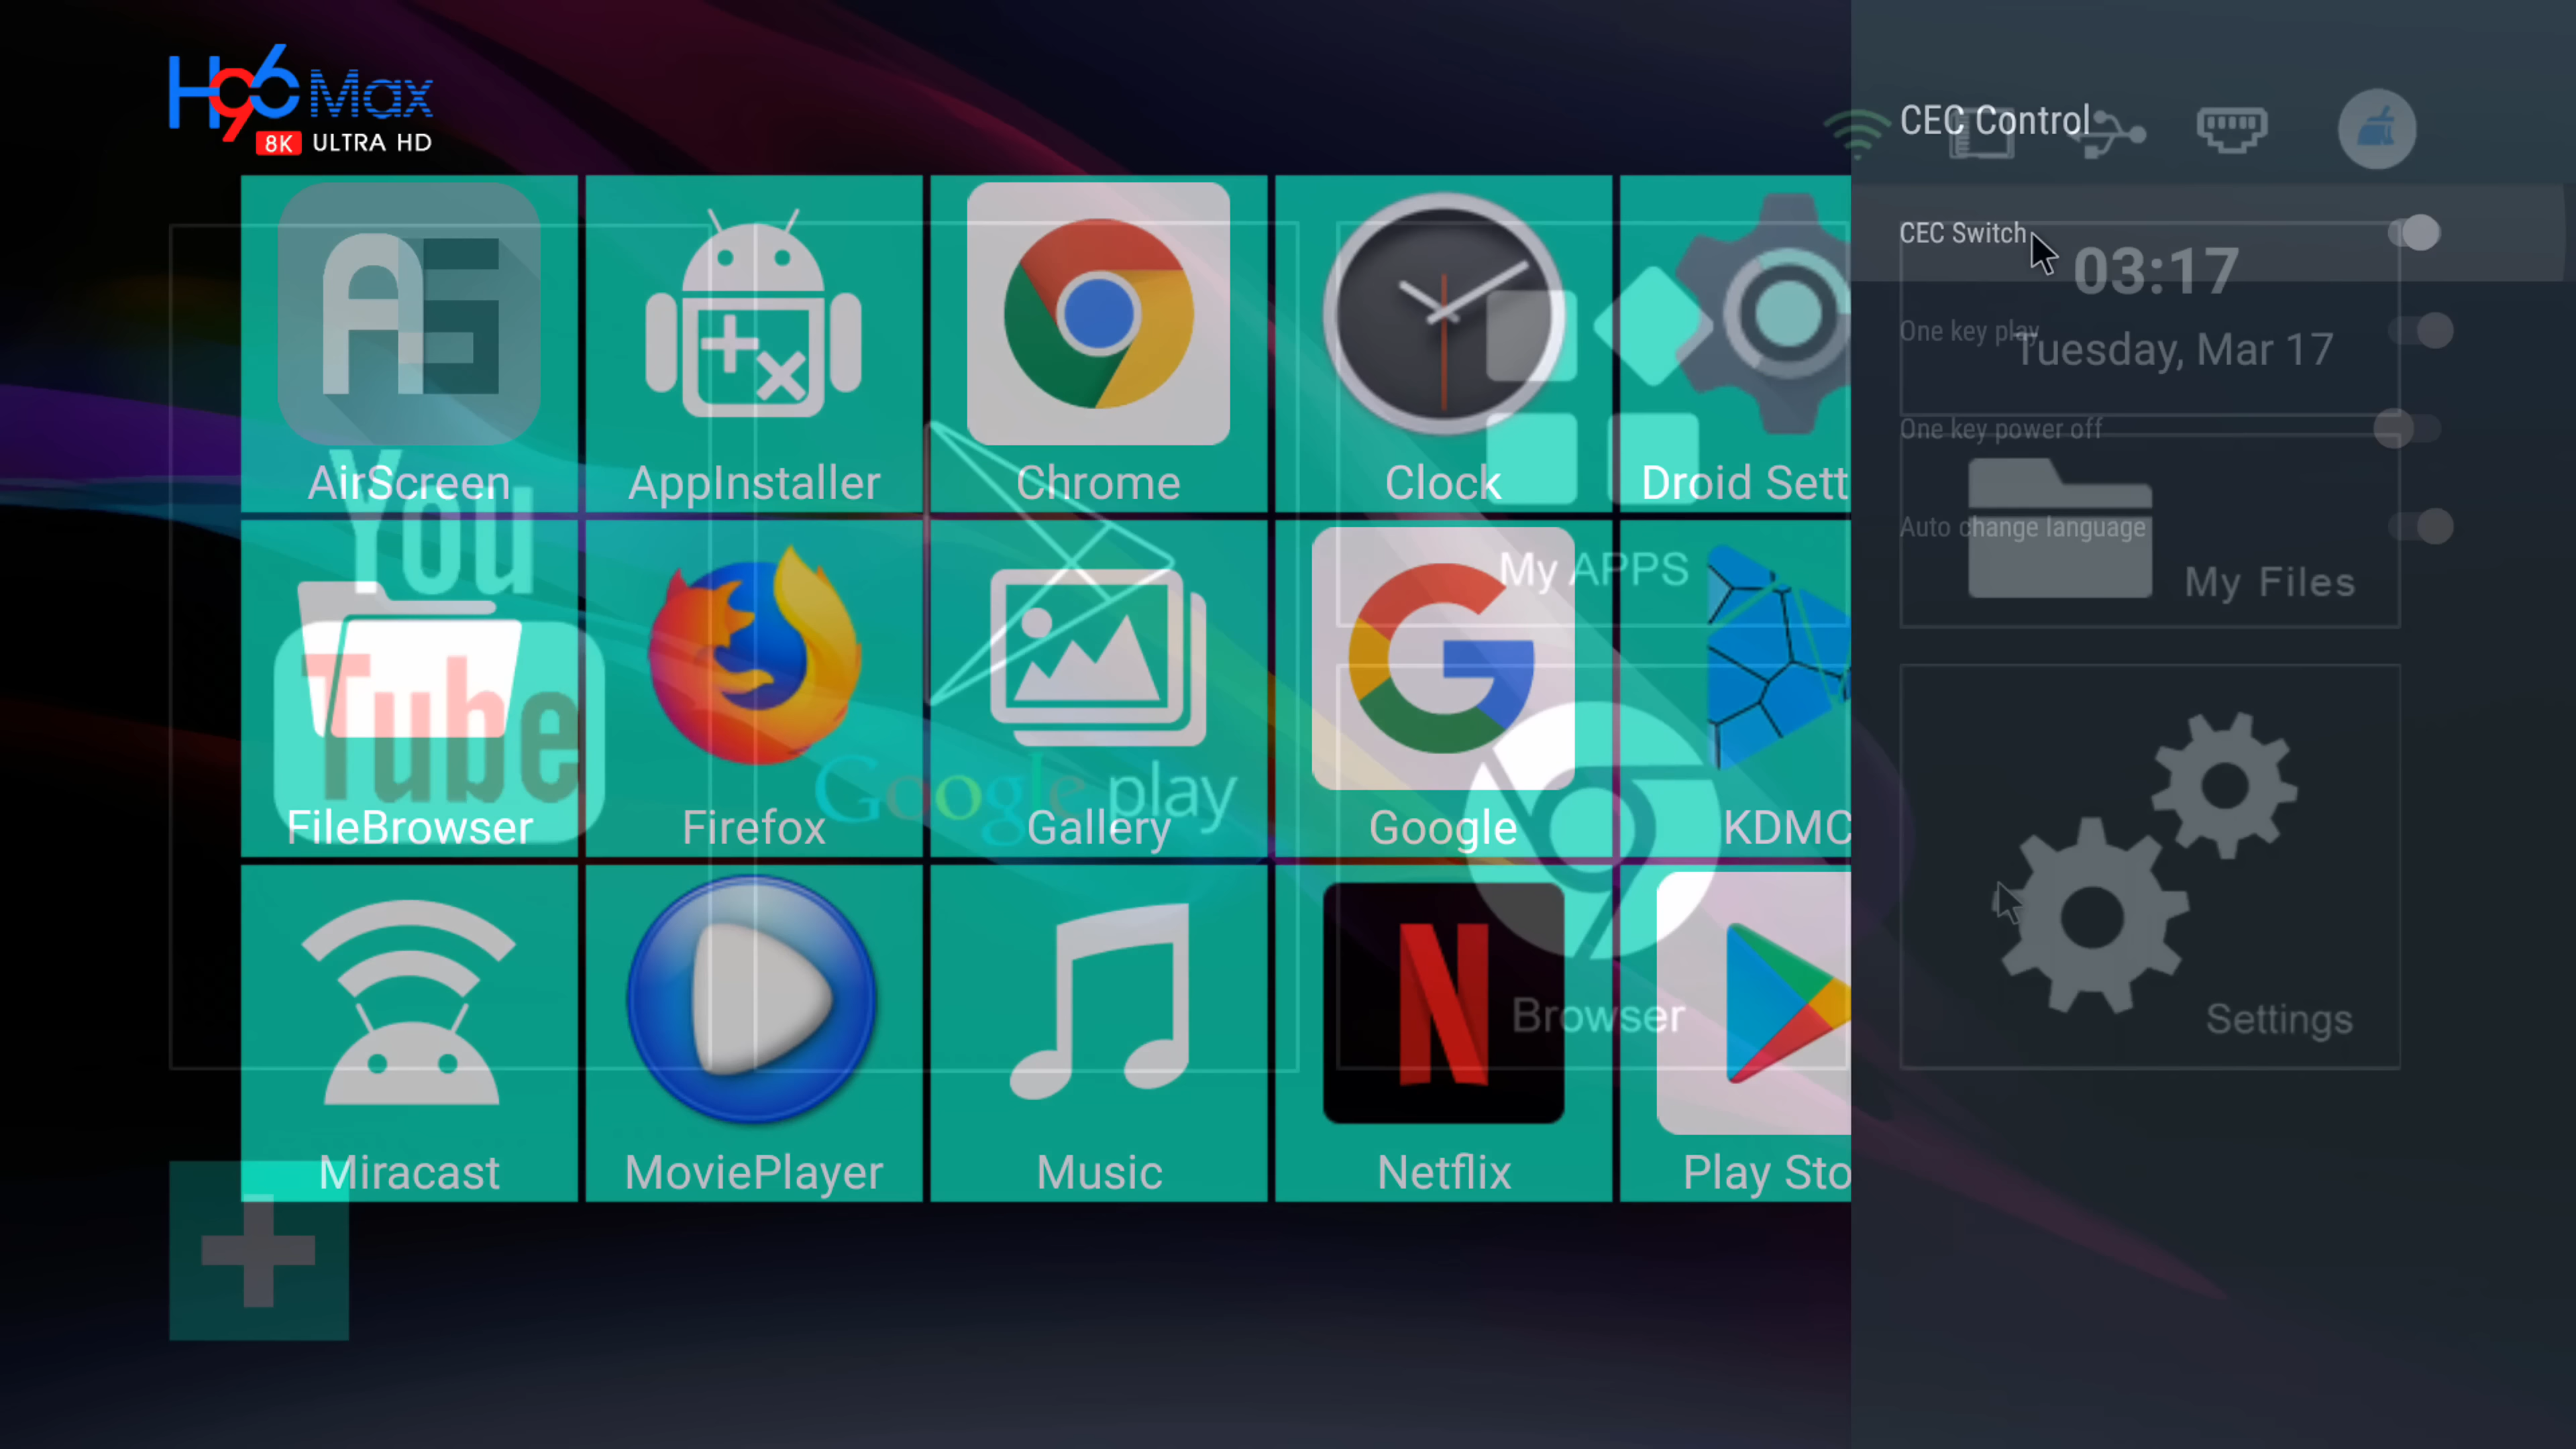 H96 Max
8K ULTRA HD
CEC Control
CEC Switch
03:17
One key play
Tuesday, Mar 17
One key power off
Auto change language
My Files
Settings
AirScreen
AppInstaller
Chrome
Clock
Droid Sett
You
Tube
My APPS
FileBrowser
Firefox
Google play
Gallery
Google
KDMC
Browser
Miracast
MoviePlayer
Music
Netflix
Play Sto